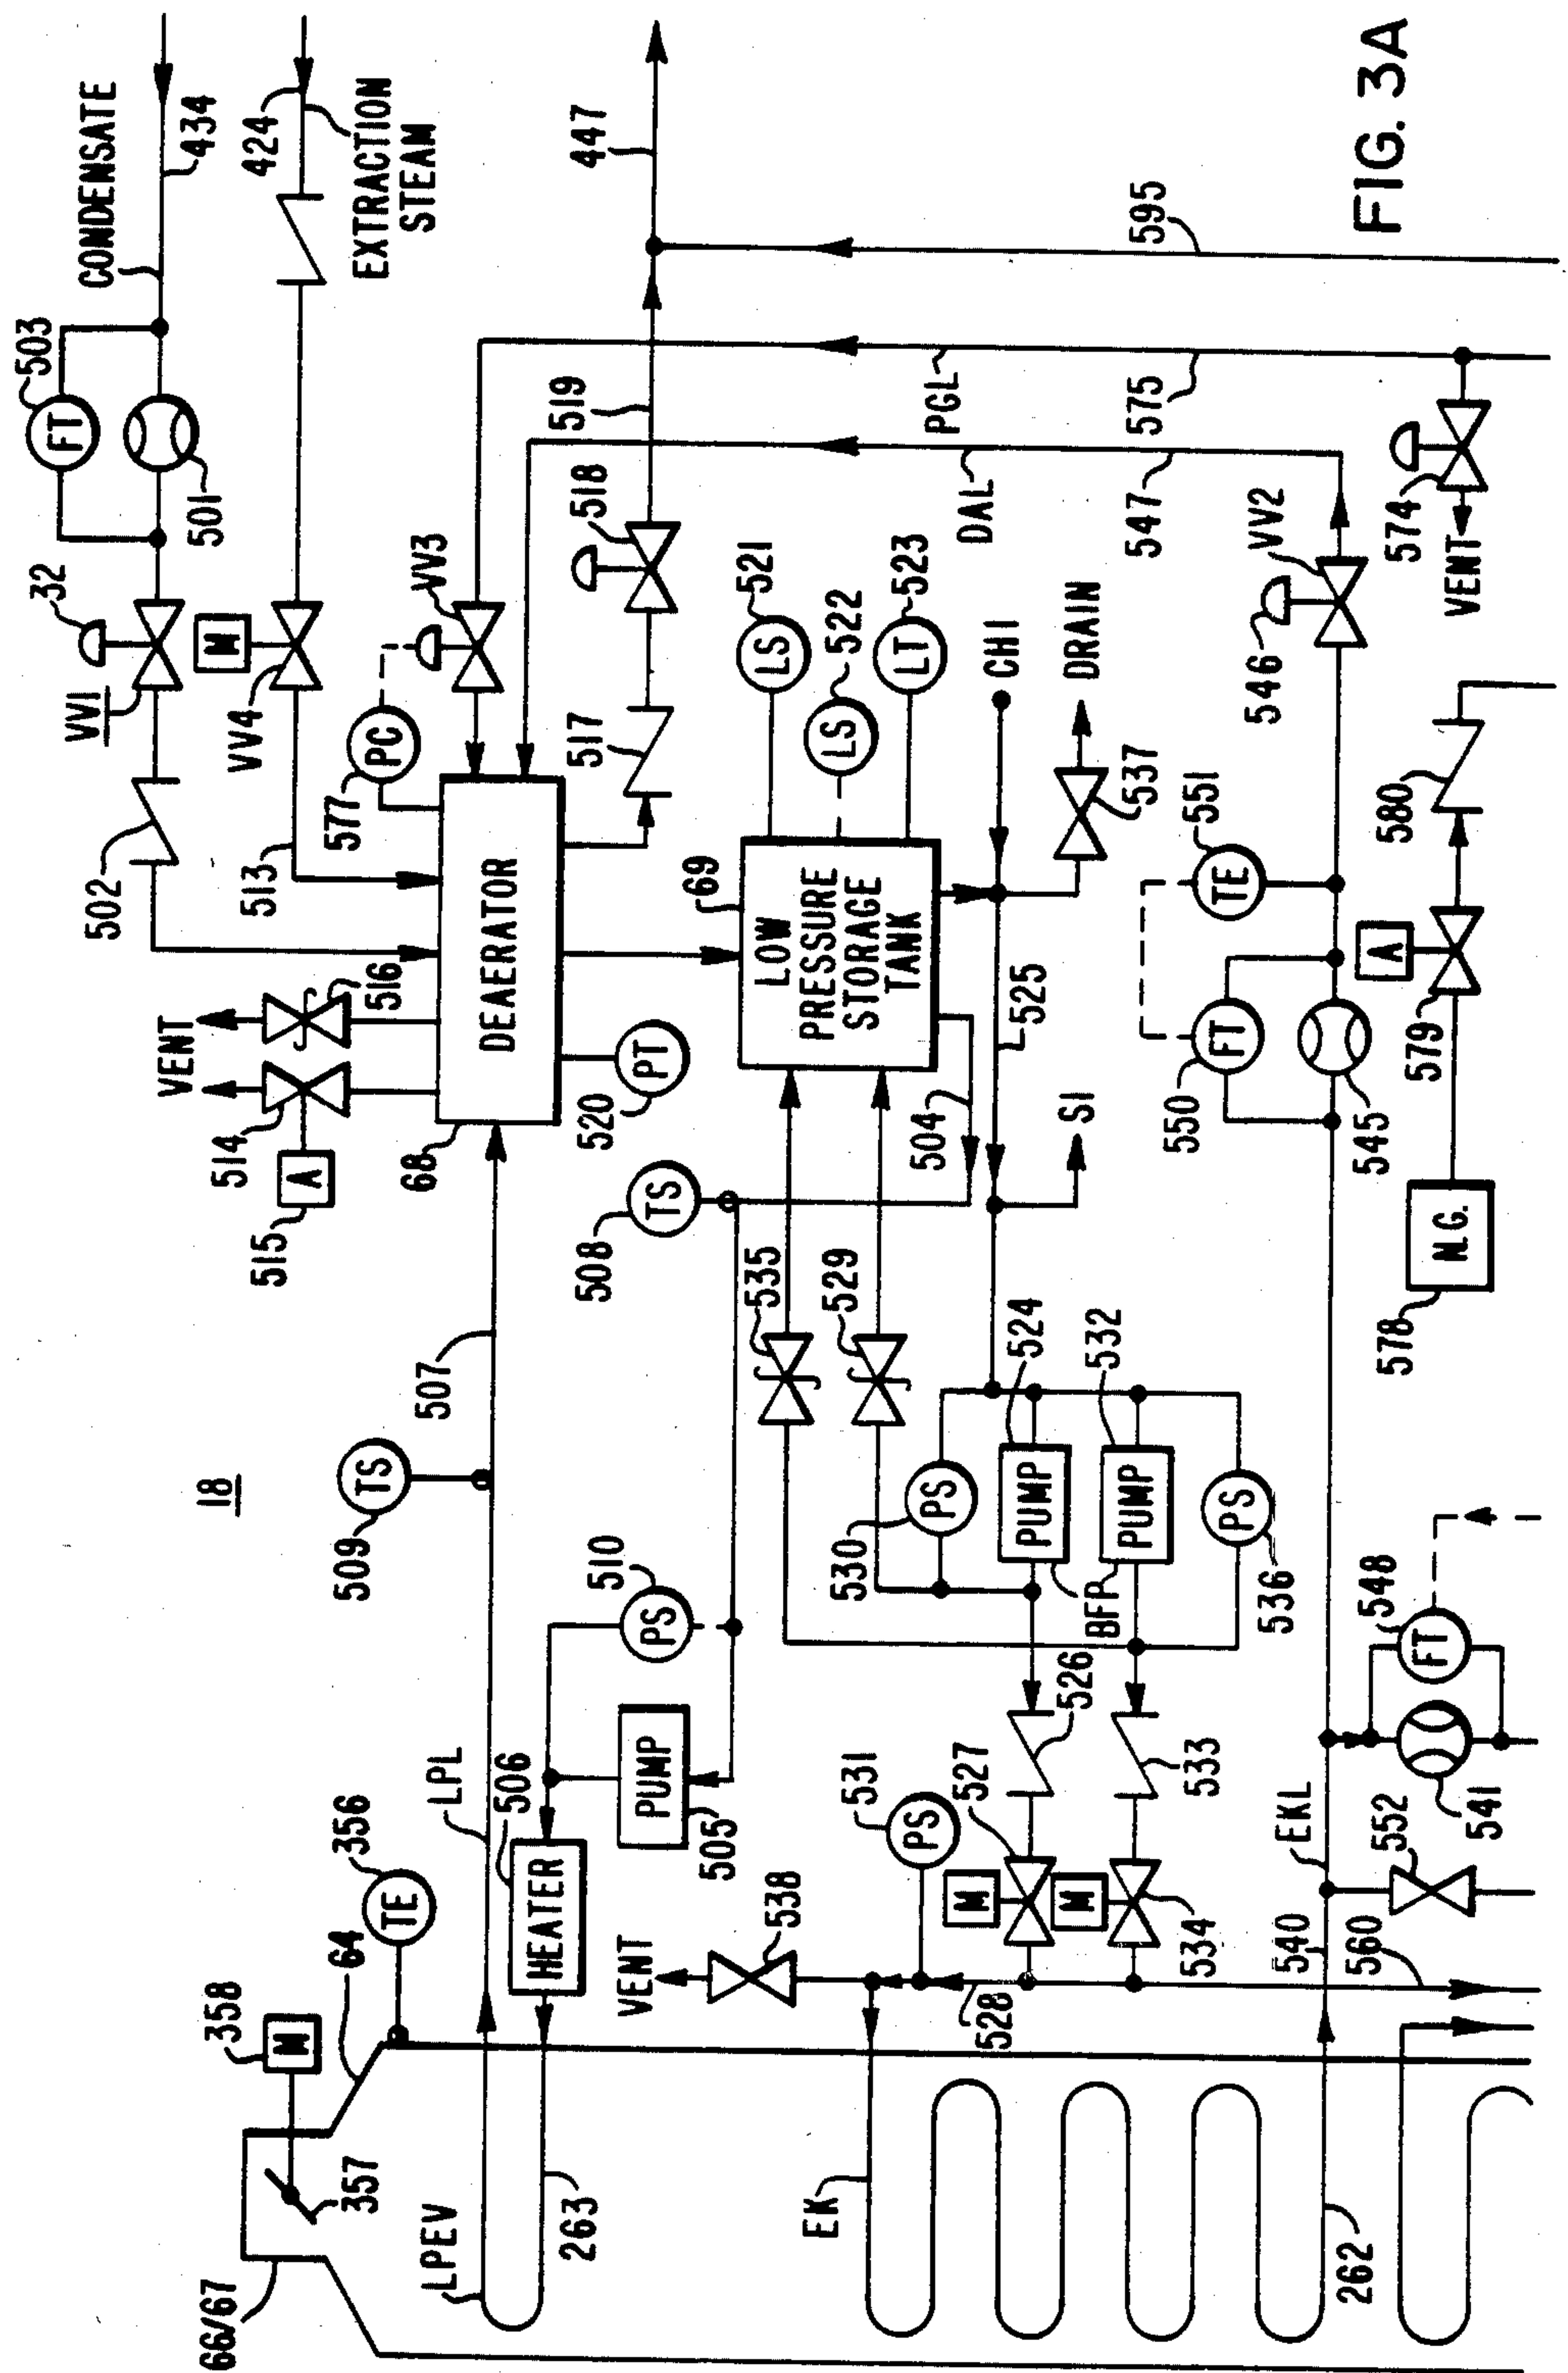 FIG. 3A
18
CONDENSATE
434
424
EXTRACTION
STEAM
503
FT
501
32
VV1
M
VV4
502
513
VENT
516
514
A
515
68
DEAERATOR
PC
577
VV3
PT
520
517
518
519
447
595
PGL
575
DAL
547
LS
521
LS
522
LT
523
69
LOW
PRESSURE
STORAGE
TANK
CHI
DRAIN
537
525
504
SI
TS
508
507
TS
509
LPL
PS
510
PUMP
505
HEATER
506
TE
356
64
358
M
357
66/67
LPEV
263
535
529
524
PUMP
532
PUMP
BFP
PS
530
PS
536
526
533
527
M
M
534
PS
531
538
VENT
528
EK
262
540
560
EKL
552
541
FT
548
545
FT
550
TE
551
546
VV2
574
VENT
N.G.
578
579
A
580